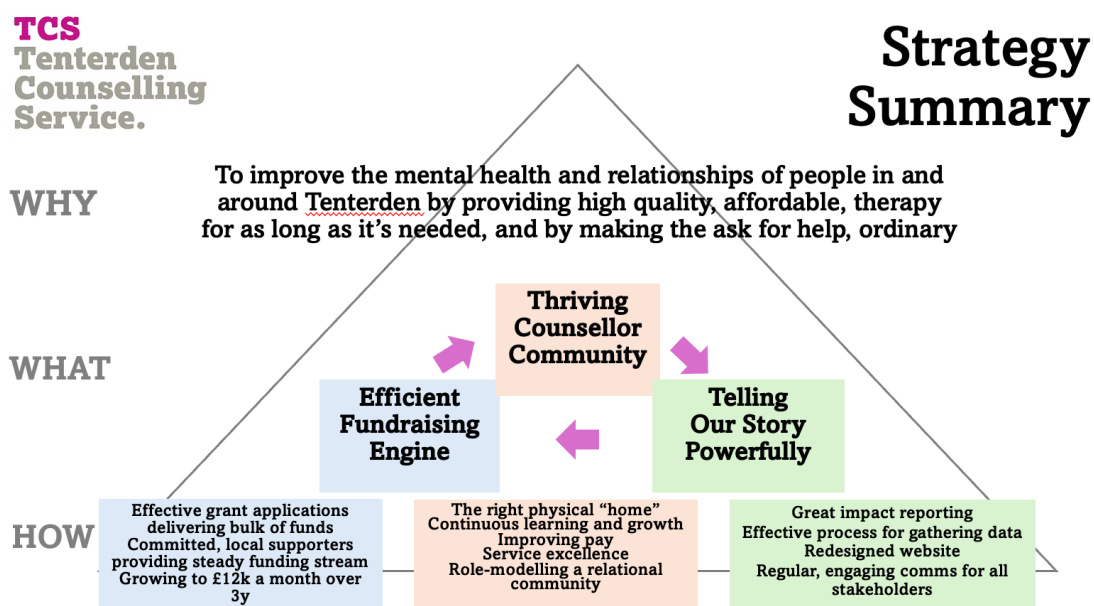 TCS
Tenterden
Counselling
Service.
Strategy
Summary
WHY
To improve the mental health and relationships of people in and
around Tenterden by providing high quality, affordable, therapy
for as long as it’s needed, and by making the ask for help, ordinary
WHAT
Thriving
Counsellor
Community
Efficient
Fundraising
Engine
Telling
Our Story
Powerfully
HOW
Effective grant applications
delivering bulk of funds
Committed, local supporters
providing steady funding stream
Growing to £12k a month over
3y
The right physical “home”
Continuous learning and growth
Improving pay
Service excellence
Role-modelling a relational
community
Great impact reporting
Effective process for gathering data
Redesigned website
Regular, engaging comms for all
stakeholders